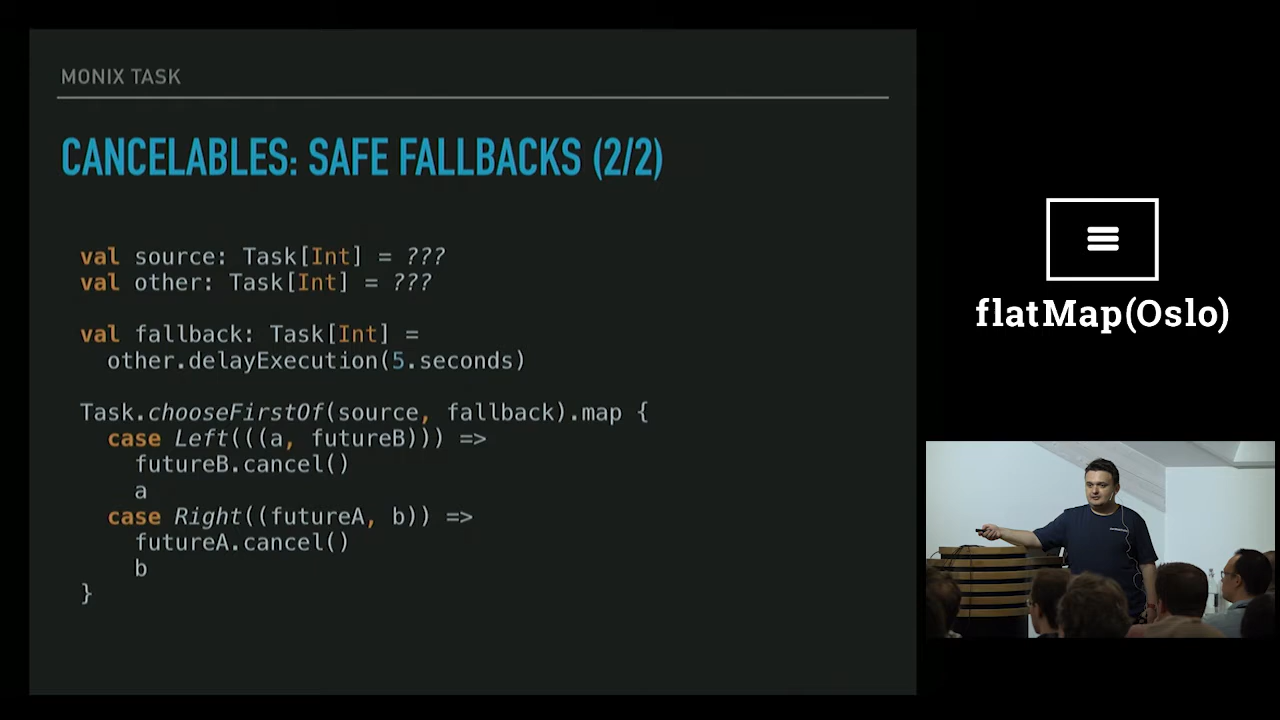 MONIX TASK
CANCELABLES: SAFE FALLBACKS (2/2)
val source: Task[Int] = ???
val other: Task[Int] = ???
val fallback: Task[Int] =
other.delayExecution(5.seconds)
Task.chooseFirstOf(source, fallback).map {
case Left(((a, futureB))) =>
futureB.cancel()
a
case Right((futureA, b)) =>
futureA.cancel()
b
}
flatMap(Oslo)